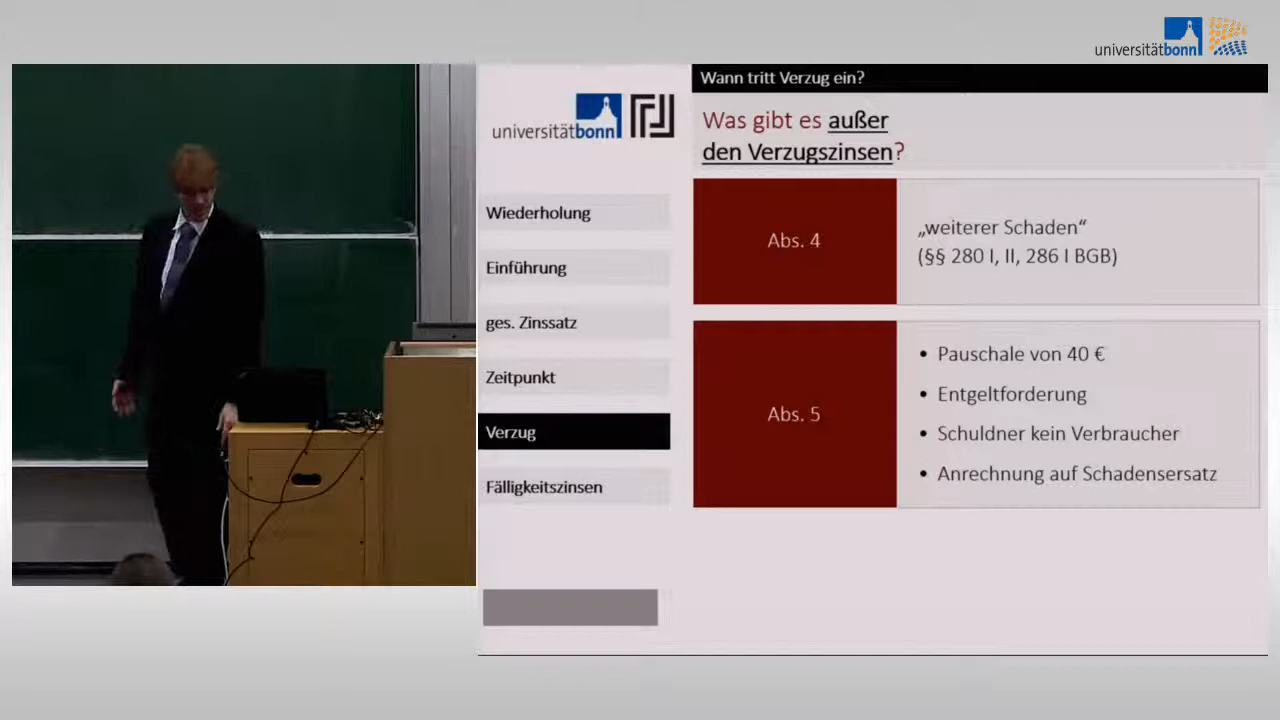 universitätbonn
Wann tritt Verzug ein?
universitätbonn
Was gibt es außer
den Verzugszinsen?
Wiederholung
Einführung
ges. Zinssatz
Zeitpunkt
Verzug
Fälligkeitszinsen
Abs. 4
„weiterer Schaden“
(§§ 280 I, II, 286 I BGB)
Abs. 5
• Pauschale von 40 €
• Entgeltforderung
• Schuldner kein Verbraucher
• Anrechnung auf Schadensersatz